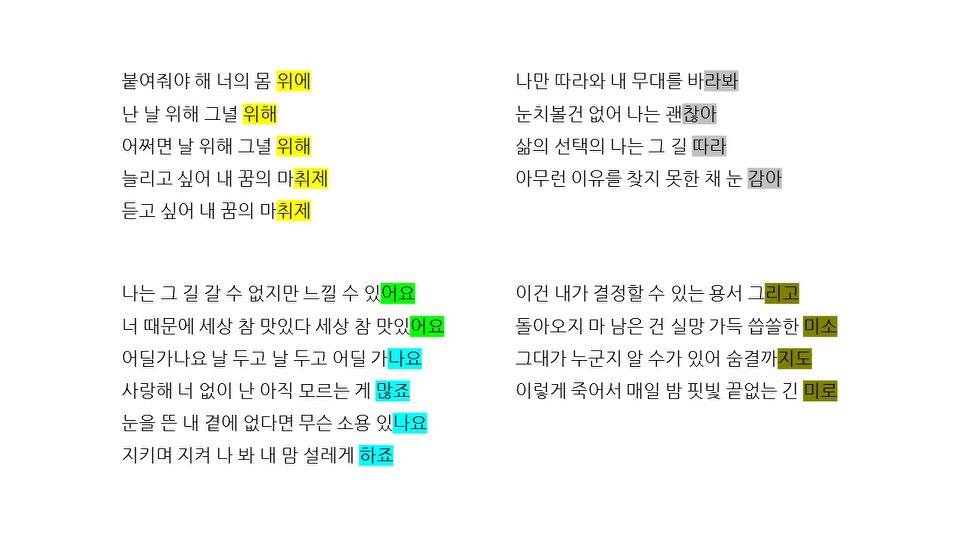 붙여줘야 해 너의 몸 위에
난 날 위해 그녈 위해
어쩌면 날 위해 그녈 위해
늘리고 싶어 내 꿈의 마취제
듣고 싶어 내 꿈의 마취제
나만 따라와 내 무대를 바라봐
눈치볼건 없어 나는 괜찮아
삶의 선택의 나는 그 길 따라
아무런 이유를 찾지 못한 채 눈 감아
나는 그 길 갈 수 없지만 느낄 수 있어요
너 때문에 세상 참 맛있다 세상 참 맛있어요
어딜가나요 날 두고 날 두고 어딜 가나요
사랑해 너 없이 난 아직 모르는 게 많죠
눈을 뜬 내 곁에 없다면 무슨 소용 있나요
지키며 지켜 나 봐 내 맘 설레게 하죠
이건 내가 결정할 수 있는 용서 그리고
돌아오지 마 남은 건 실망 가득 씁쓸한 미소
그대가 누군지 알 수가 있어 숨결까지도
이렇게 죽어서 매일 밤 핏빛 끝없는 긴 미로